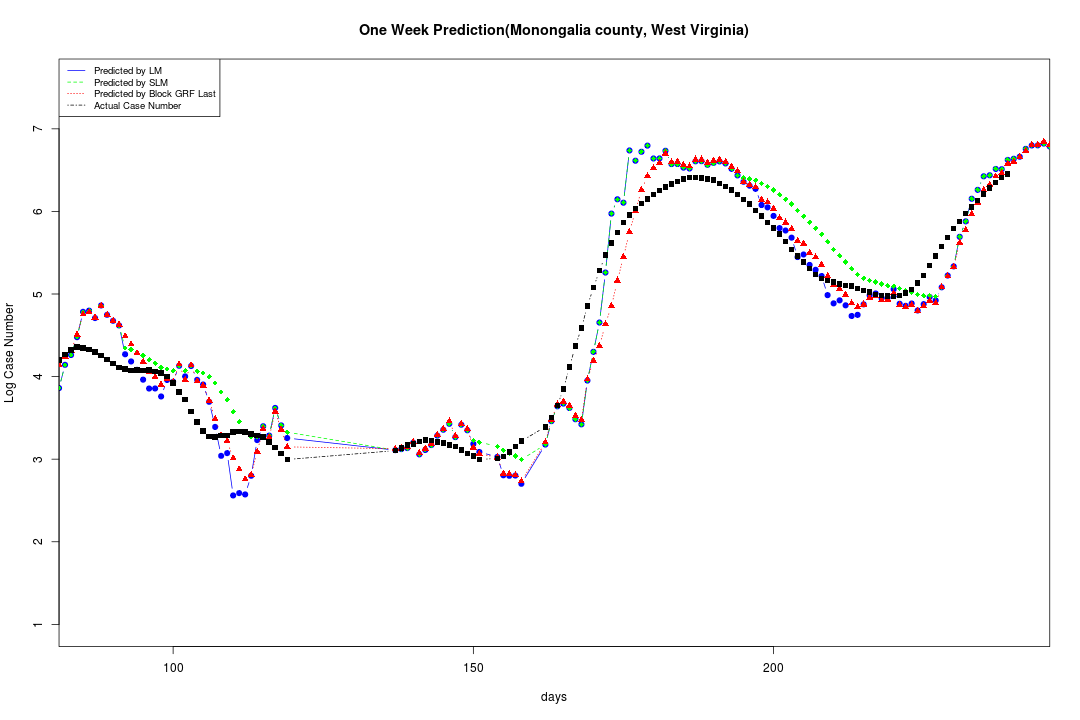 One Week Prediction(Monongalia county, West Virginia)
Predicted by LM
Predicted by SLM
Predicted by Block GRF Last
Actual Case Number
Log Case Number
7
6
5
4
3
2
1
100 150 200
days